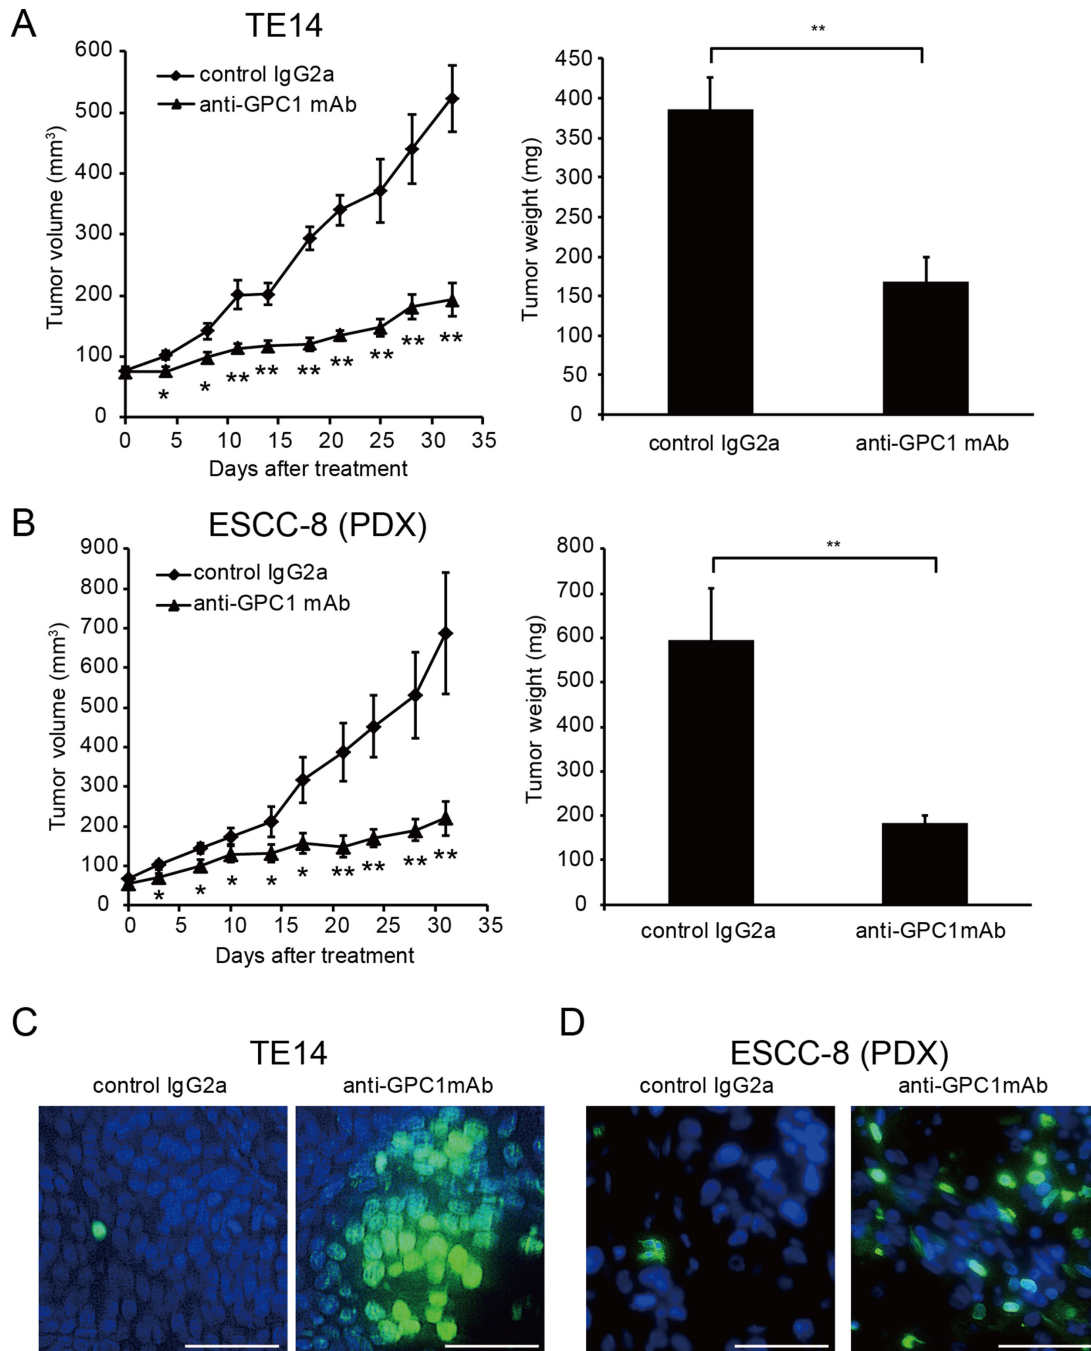 A
TE14
control IgG2a
anti-GPC1 mAb
Tumor volume (mm³)
600
500
400
300
200
100
0
0 5 10 15 20 25 30 35
Days after treatment
* * ** ** ** ** ** ** **
**
Tumor weight (mg)
450
400
350
300
250
200
150
100
50
0
control IgG2a anti-GPC1 mAb
B
ESCC-8 (PDX)
control IgG2a
anti-GPC1 mAb
Tumor volume (mm³)
900
800
700
600
500
400
300
200
100
0
0 5 10 15 20 25 30 35
Days after treatment
* * * * * ** ** ** **
**
Tumor weight (mg)
800
700
600
500
400
300
200
100
0
control IgG2a anti-GPC1mAb
C
TE14
control IgG2a anti-GPC1mAb
D
ESCC-8 (PDX)
control IgG2a anti-GPC1mAb